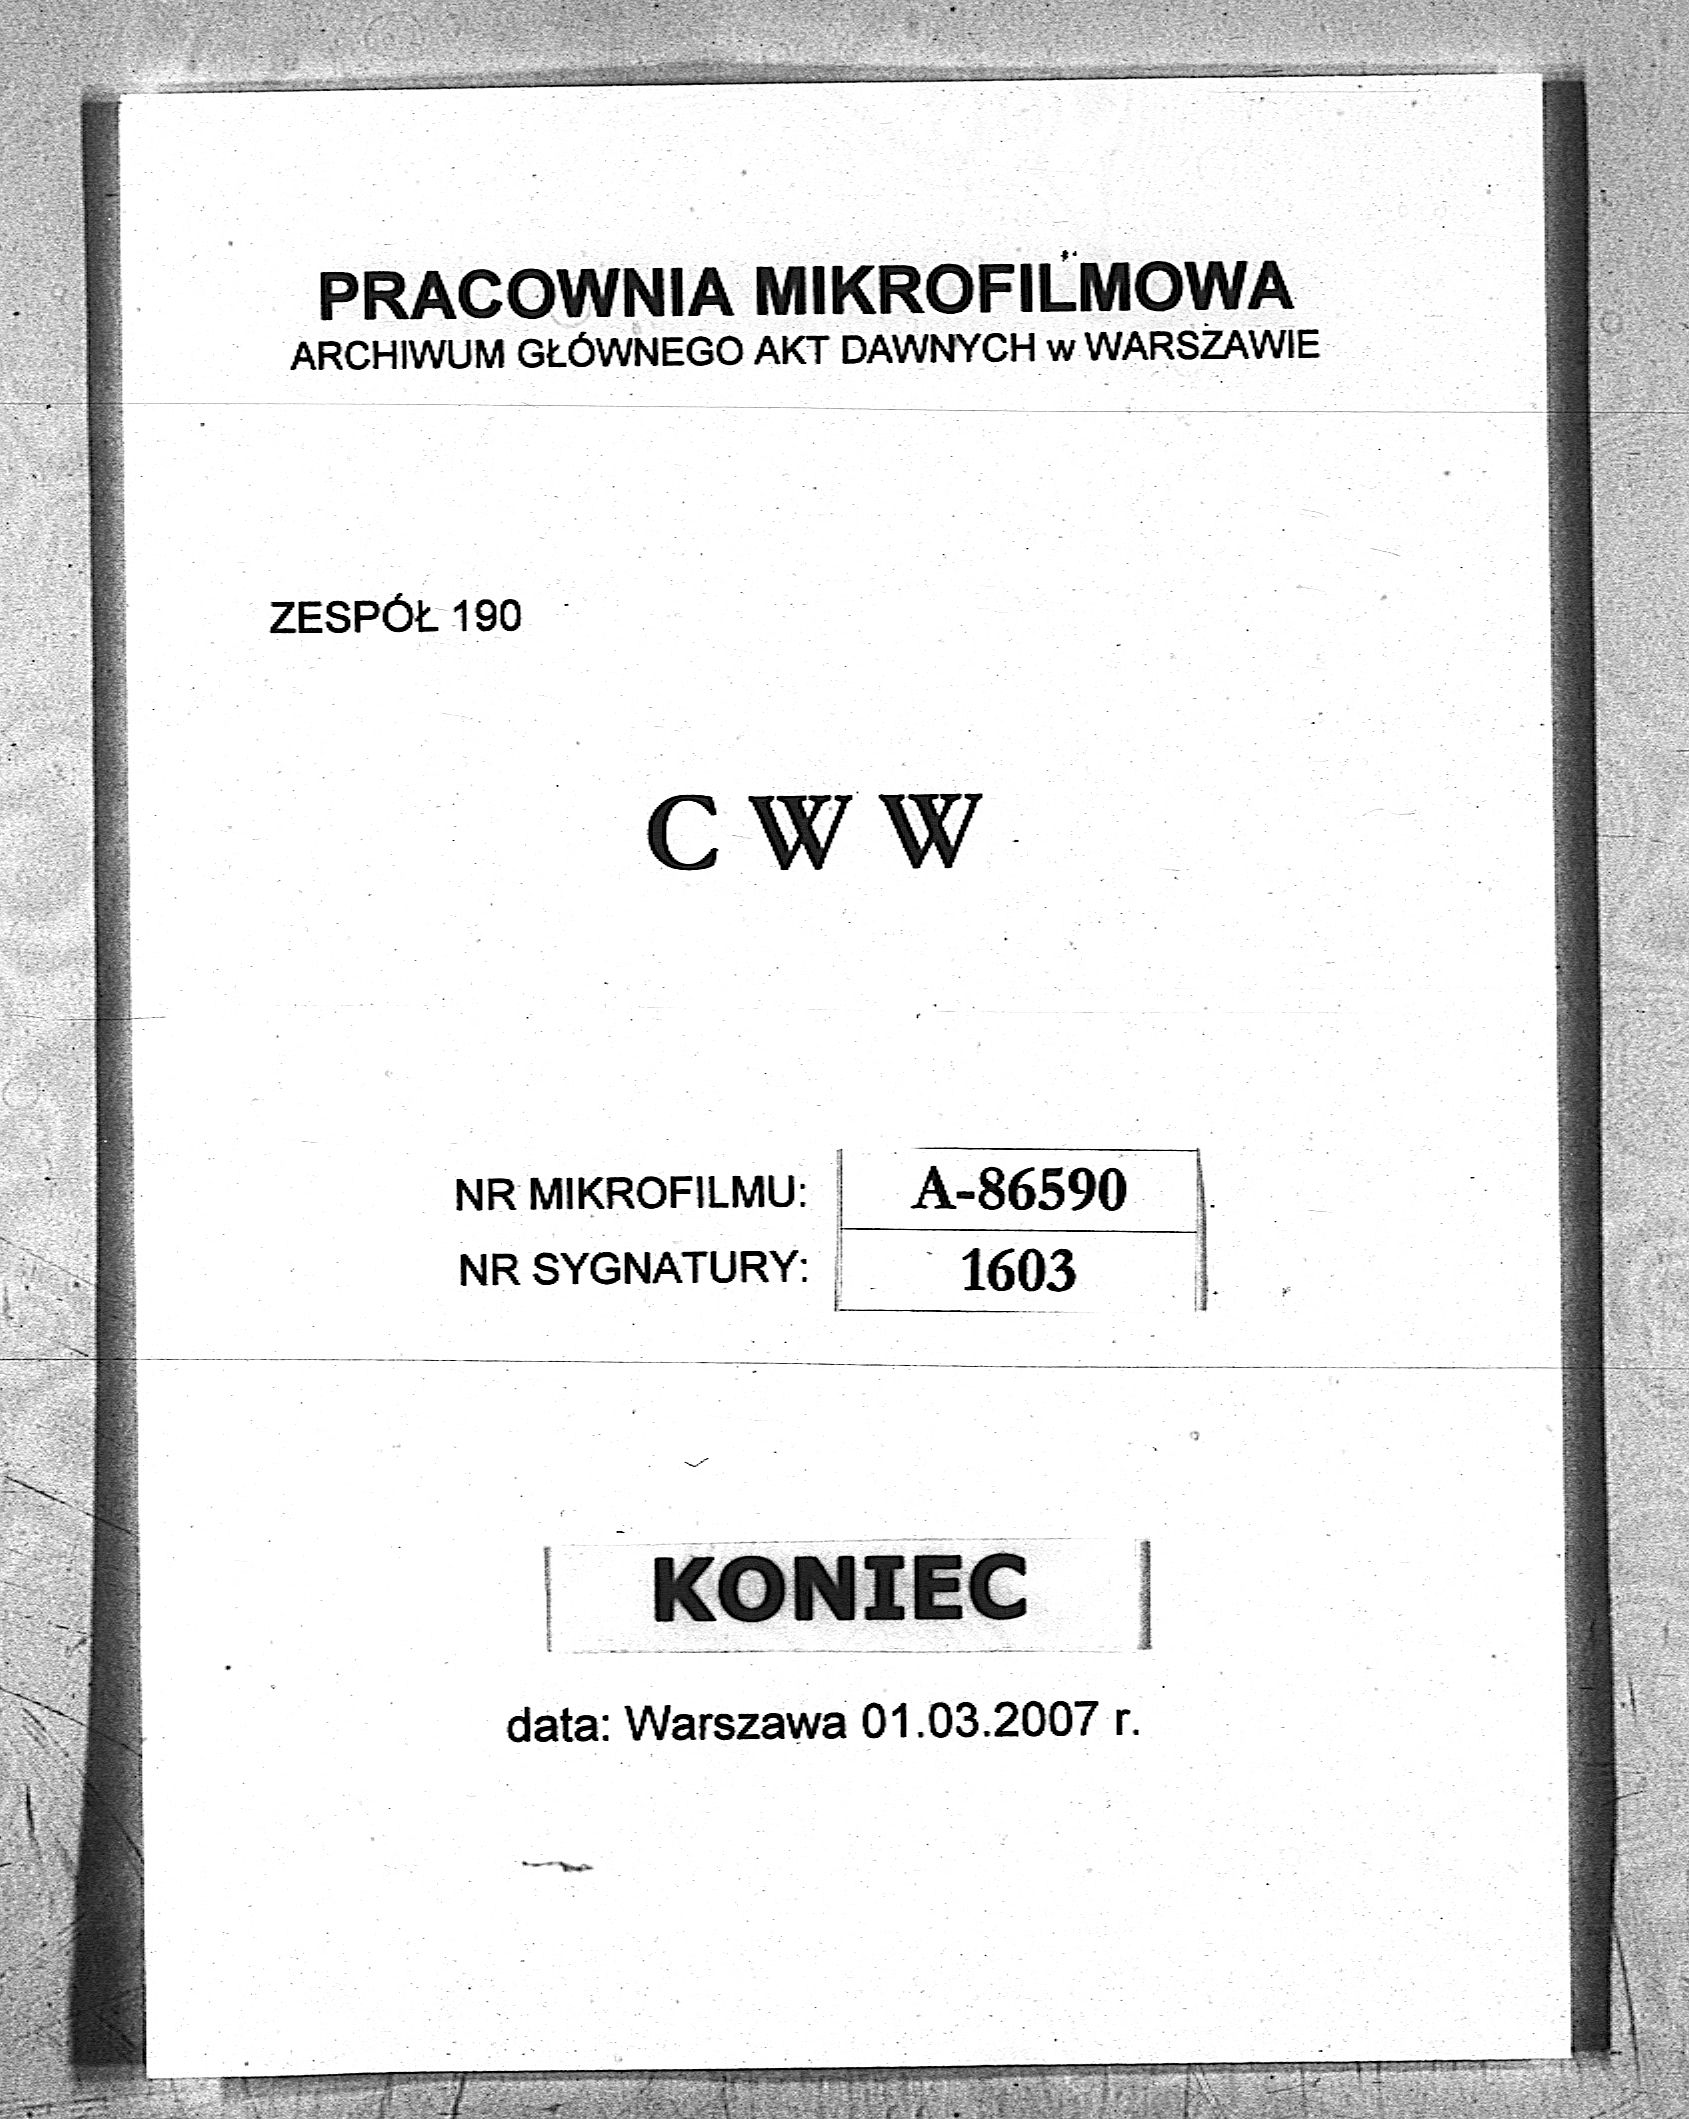 PRACOWNIA MIKROFILMOWA
ARCHIWUM GŁÓWNEGO AKT DAWNYCH w WARSZAWIE
ZESPÓŁ 190
C W W
NR MIKROFILMU: A-86590
NR SYGNATURY: 1603
KONIEC
data: Warszawa 01.03.2007 r.